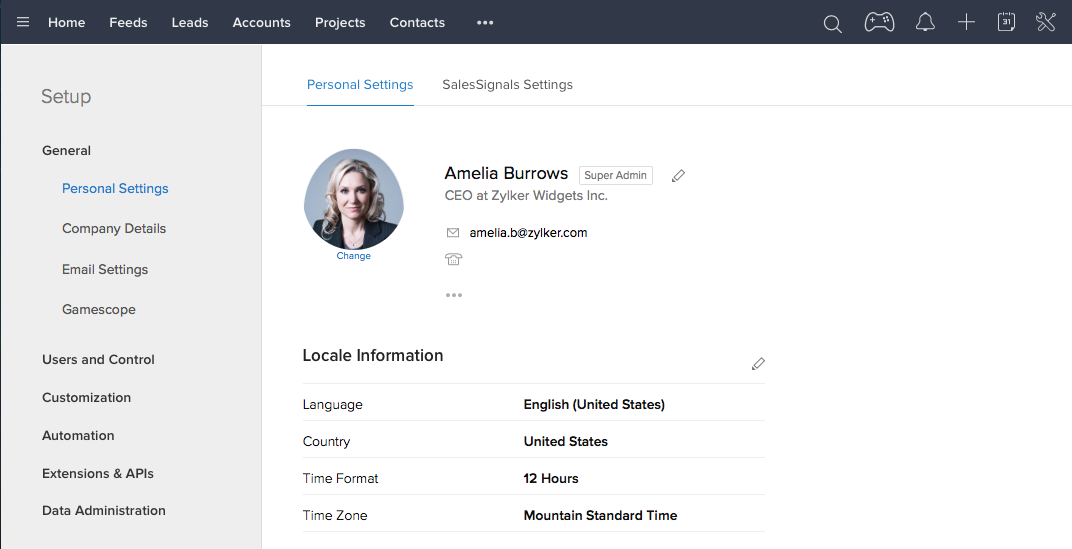 Home Feeds Leads Accounts Projects Contacts •••
31
Setup
Personal Settings SalesSignals Settings
General
Personal Settings
Company Details
Email Settings
Gamescope
Users and Control
Customization
Automation
Extensions & APIs
Data Administration
Amelia Burrows Super Admin
CEO at Zylker Widgets Inc.
amelia.b@zylker.com
Change
•••
Locale Information
Language English (United States)
Country United States
Time Format 12 Hours
Time Zone Mountain Standard Time